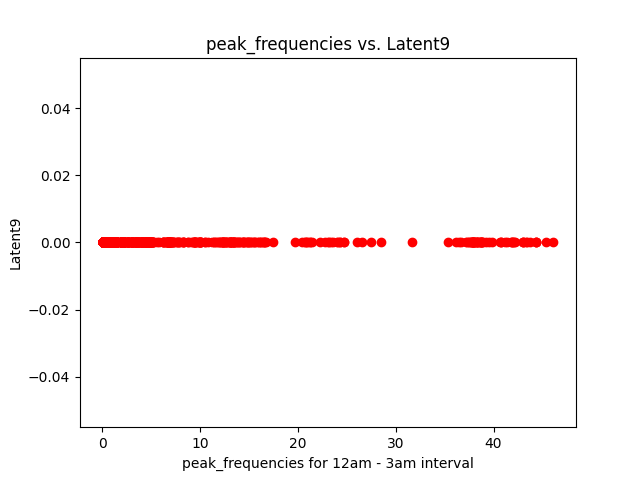 peak_frequencies vs. Latent9
0.04
0.02
0.00
−0.02
−0.04
Latent9
0 10 20 30 40
peak_frequencies for 12am - 3am interval